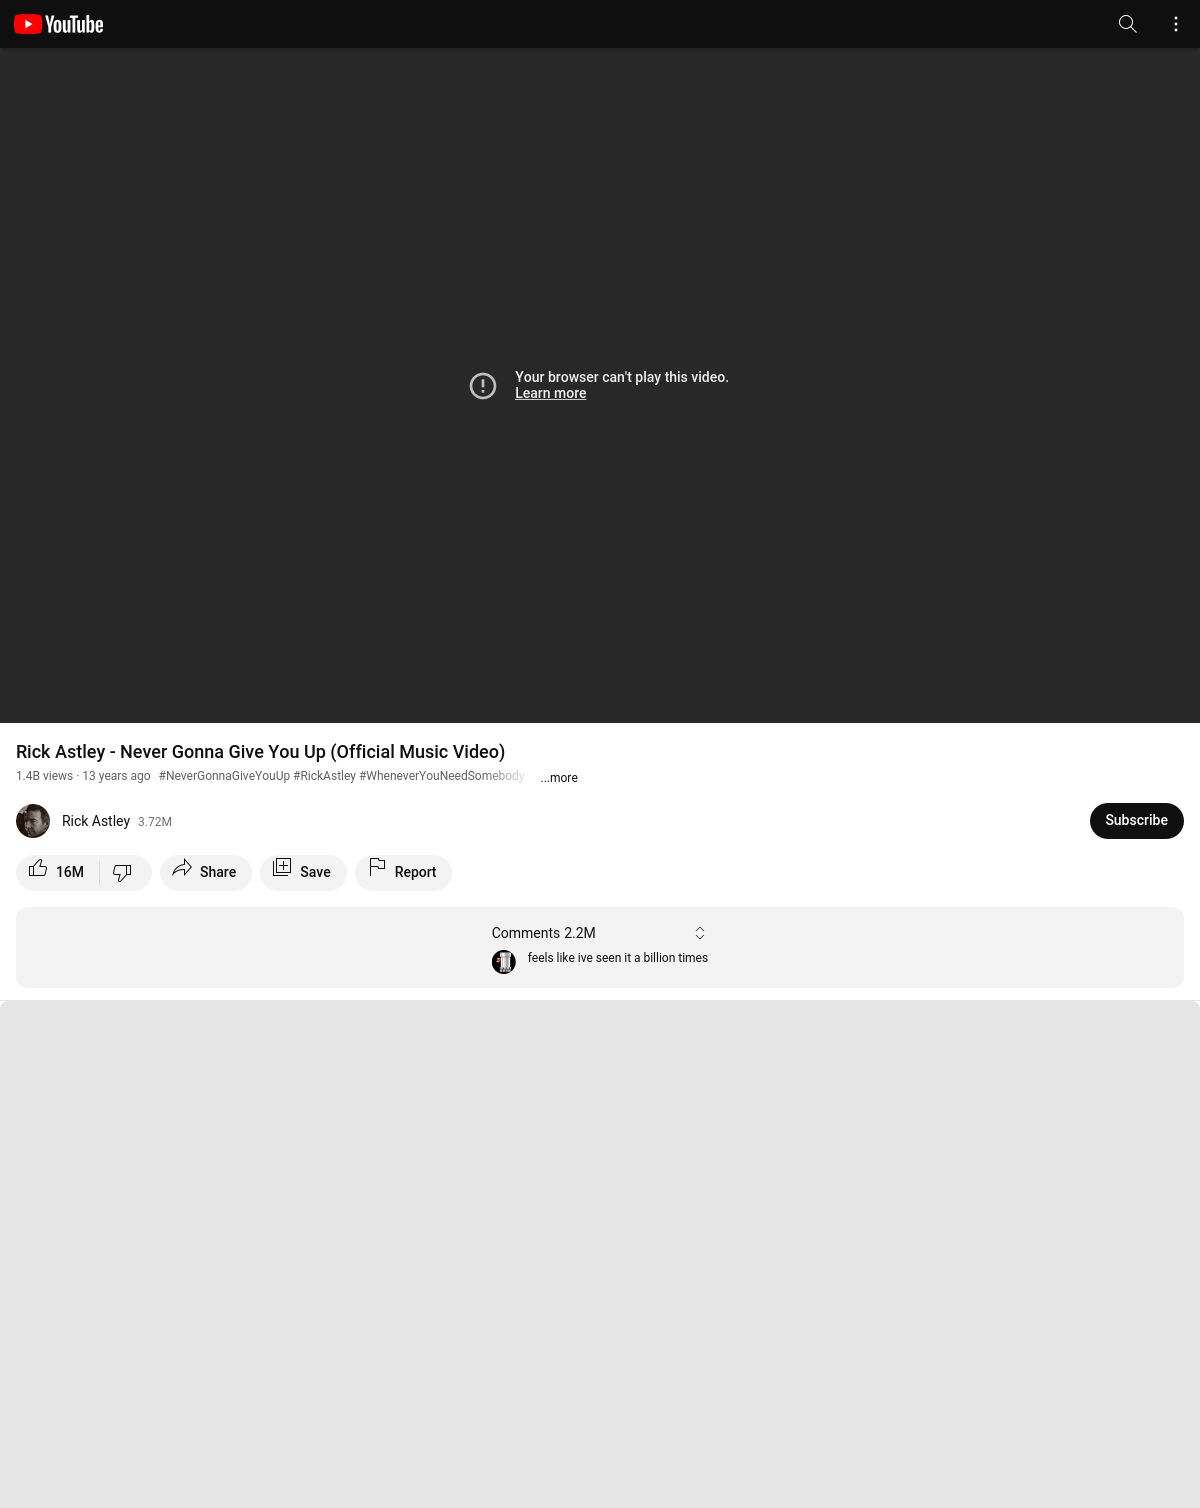 YouTube
Your browser can't play this video.
Learn more
Rick Astley - Never Gonna Give You Up (Official Music Video)
1.4B views · 13 years ago #NeverGonnaGiveYouUp #RickAstley #WheneverYouNeedSomebody ...more
Rick Astley 3.72M
Subscribe
16M Share Save Report
Comments 2.2M
feels like ive seen it a billion times